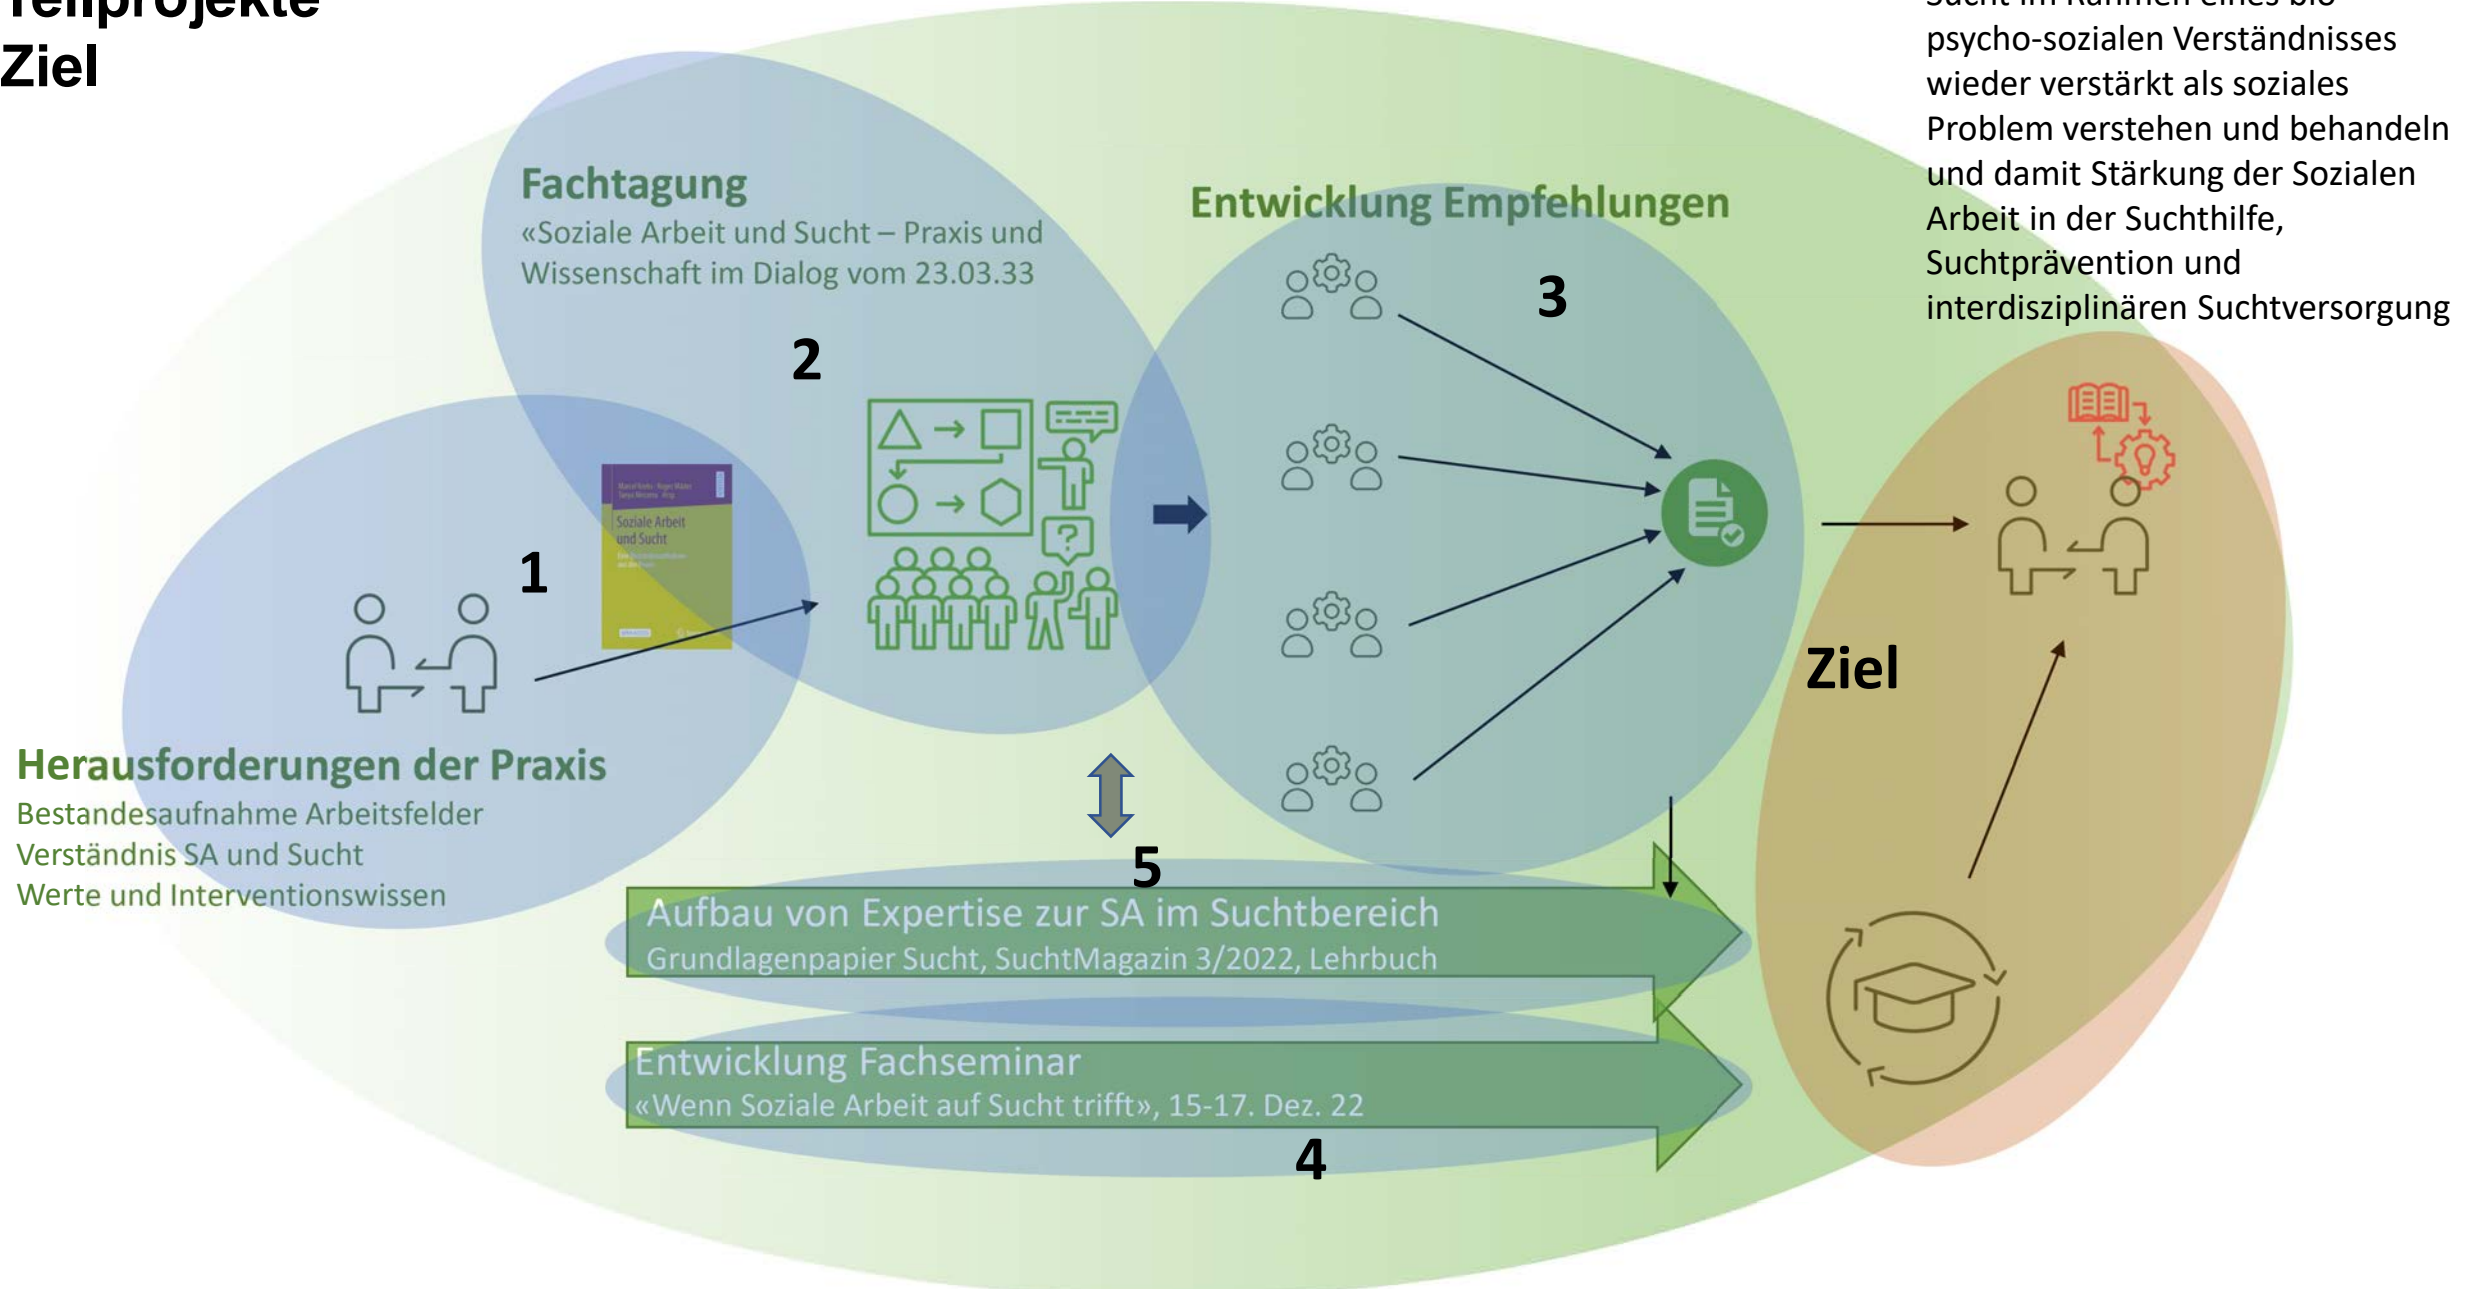 Teilprojekte
Ziel
Sucht im Rahmen eines bio-
psycho-sozialen Verständnisses
wieder verstärkt als soziales
Problem verstehen und behandeln
und damit Stärkung der Sozialen
Arbeit in der Suchthilfe,
Suchtprävention und
interdisziplinären Suchtversorgung
Fachtagung
«Soziale Arbeit und Sucht – Praxis und
Wissenschaft im Dialog vom 23.03.33
2
Entwicklung Empfehlungen
3
1
Soziale Arbeit
und Sucht
?
Ziel
Herausforderungen der Praxis
Bestandesaufnahme Arbeitsfelder
Verständnis SA und Sucht
Werte und Interventionswissen
5
Aufbau von Expertise zur SA im Suchtbereich
Grundlagenpapier Sucht, SuchtMagazin 3/2022, Lehrbuch
Entwicklung Fachseminar
«Wenn Soziale Arbeit auf Sucht trifft», 15-17. Dez. 22
4